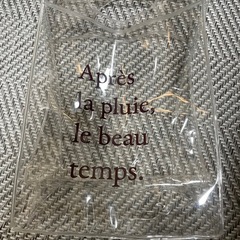 Après
la pluie,
le beau
temps.